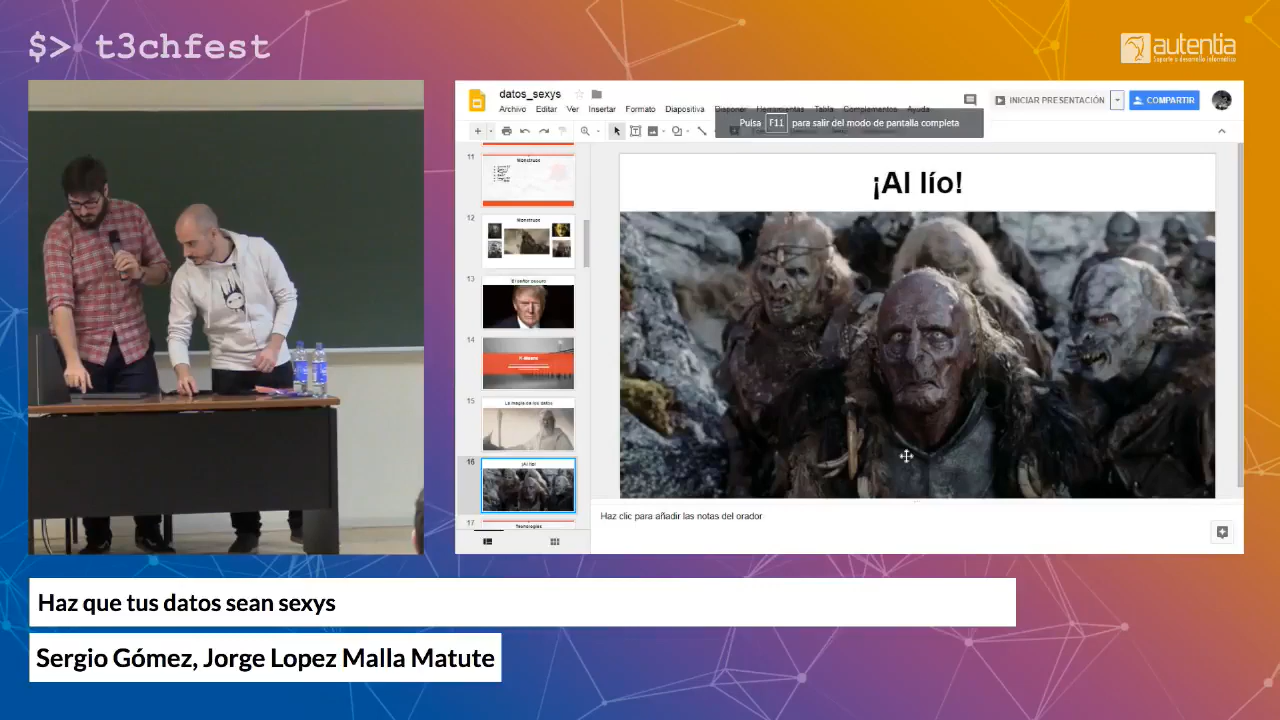 $> t3chfest
autentia
Soporte a desarrollo informático
datos_sexys
Archivo Editar Ver Insertar Formato Diapositiva Disponer Herramientas Tabla Complementos Ayuda
INICIAR PRESENTACIÓN
COMPARTIR
Pulsa F11 para salir del modo de pantalla completa
11
Monstruos
12
Monstruos
13
El señor oscuro
14
15
La magia de los datos
16
¡Al lío!
17
Tecnologías
¡Al lío!
Haz clic para añadir las notas del orador
Haz que tus datos sean sexys
Sergio Gómez, Jorge Lopez Malla Matute